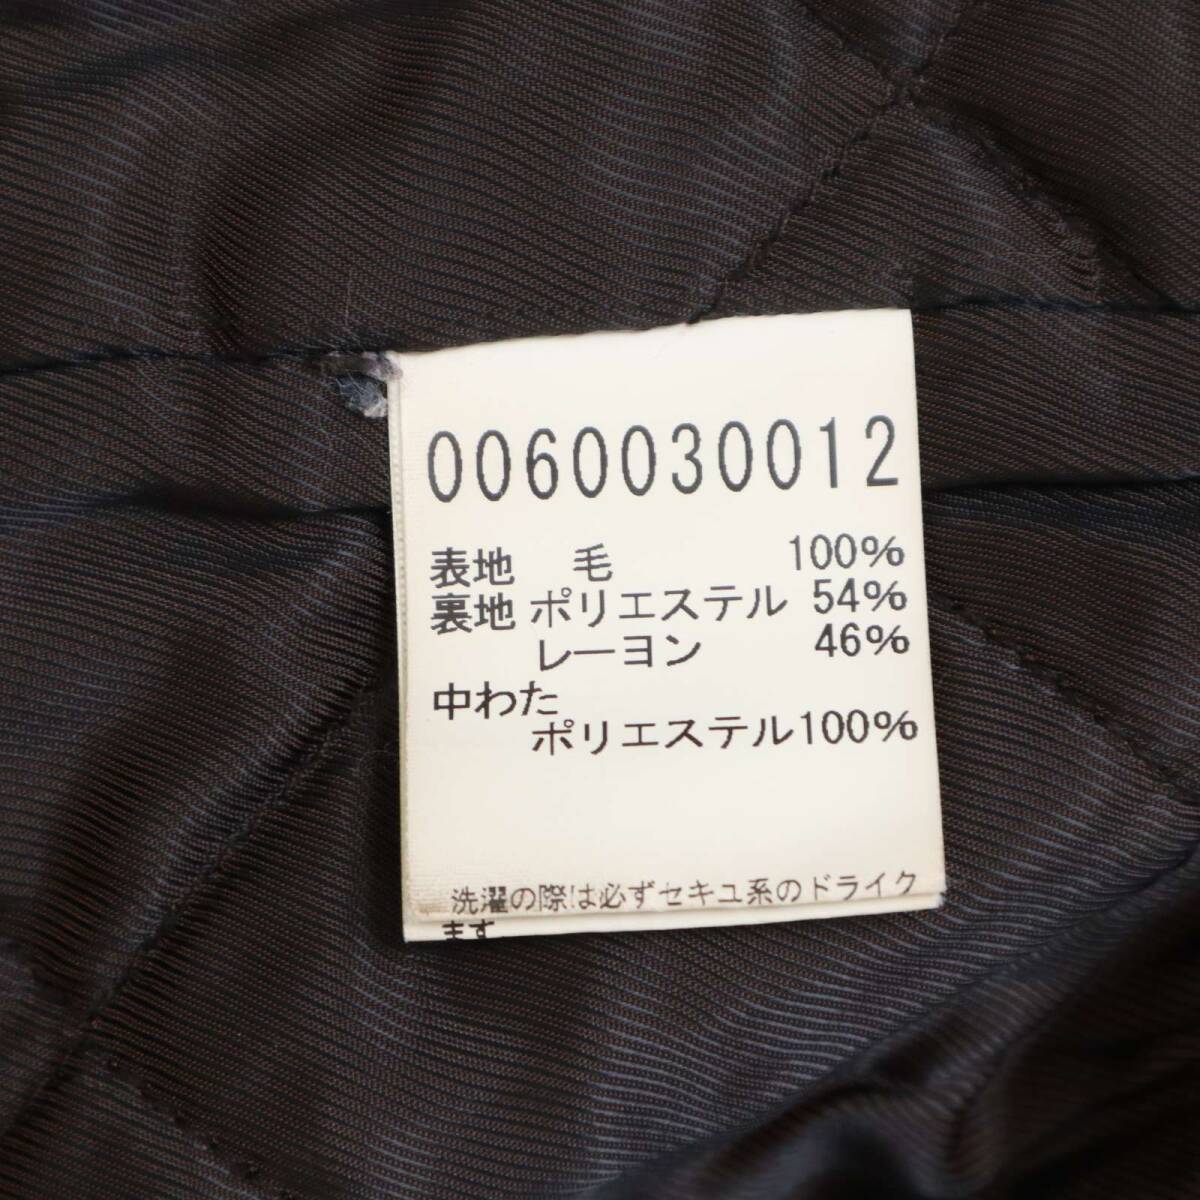 0060030012
表地 毛 100%
裏地 ポリエステル 54%
レーヨン 46%
中わた
ポリエステル100%
洗濯の際は必ずセキユ系のドライク
ます